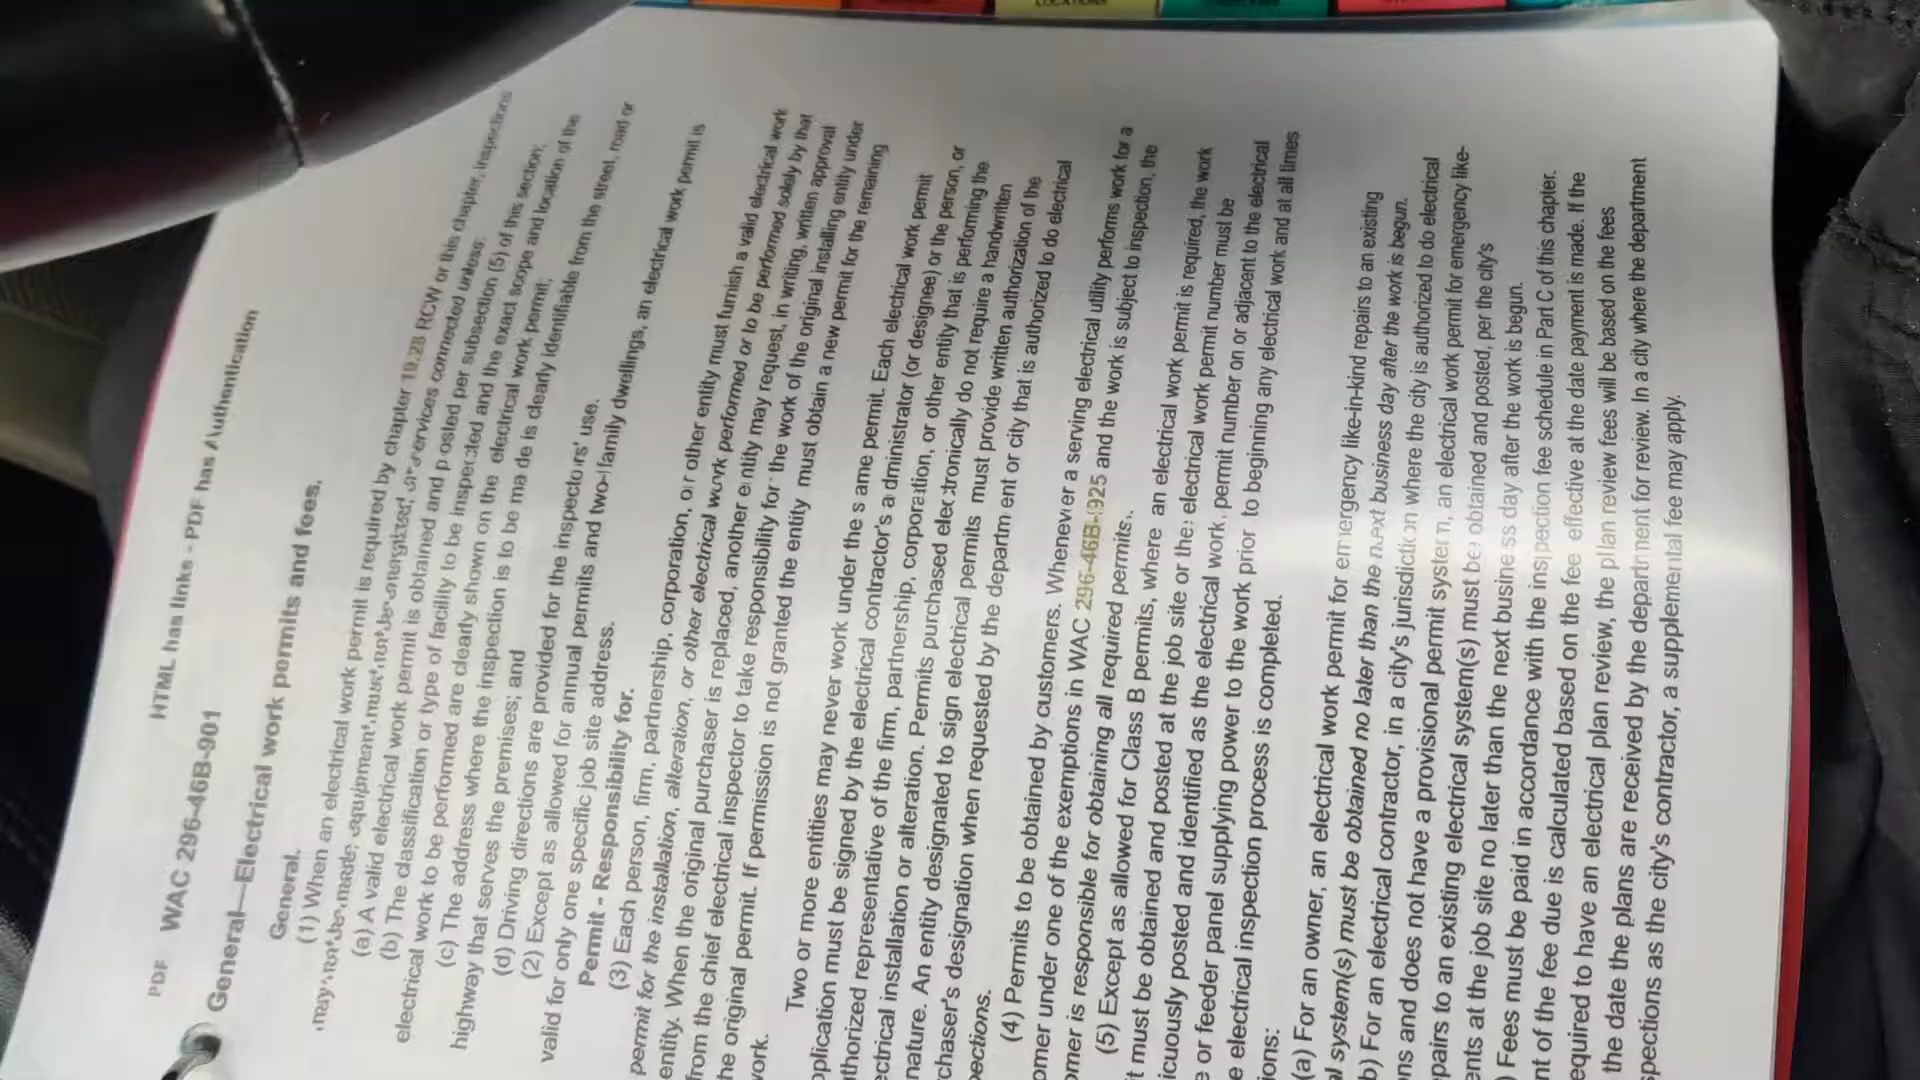 LOCATIONS
PDF WAC 296-46B-901 HTML has links - PDF has Authentication
General—Electrical work permits and fees.
General.
(1) When an electrical work permit is required by chapter 19.28 RCW or this chapter, inspections
may not be made, equipment must not be energized, or services connected unless:
(a) A valid electrical work permit is obtained and posted per subsection (5) of this section;
(b) The classification or type of facility to be inspected and the exact scope and location of the
electrical work to be performed are clearly shown on the electrical work permit;
(c) The address where the inspection is to be made is clearly identifiable from the street, road or
highway that serves the premises; and
(d) Driving directions are provided for the inspectors' use.
(2) Except as allowed for annual permits and two-family dwellings, an electrical work permit is
valid for only one specific job site address.
Permit - Responsibility for.
(3) Each person, firm, partnership, corporation, or other entity must furnish a valid electrical work
permit for the installation, alteration, or other electrical work performed or to be performed solely by that
entity. When the original purchaser is replaced, another entity may request, in writing, written approval
from the chief electrical inspector to take responsibility for the work of the original installing entity under
he original permit. If permission is not granted the entity must obtain a new permit for the remaining
work.
Two or more entities may never work under the same permit. Each electrical work permit
pplication must be signed by the electrical contractor's administrator (or designee) or the person, or
uthorized representative of the firm, partnership, corporation, or other entity that is performing the
ectrical installation or alteration. Permits purchased electronically do not require a handwritten
nature. An entity designated to sign electrical permits must provide written authorization of the
rchaser's designation when requested by the department or city that is authorized to do electrical
pections.
(4) Permits to be obtained by customers. Whenever a serving electrical utility performs work for a
omer under one of the exemptions in WAC 296-46B-925 and the work is subject to inspection, the
omer is responsible for obtaining all required permits.
(5) Except as allowed for Class B permits, where an electrical work permit is required, the work
it must be obtained and posted at the job site or the electrical work permit number must be
icuously posted and identified as the electrical work permit number on or adjacent to the electrical
e or feeder panel supplying power to the work prior to beginning any electrical work and at all times
e electrical inspection process is completed.
ions:
(a) For an owner, an electrical work permit for emergency like-in-kind repairs to an existing
al system(s) must be obtained no later than the next business day after the work is begun.
b) For an electrical contractor, in a city's jurisdiction where the city is authorized to do electrical
ns and does not have a provisional permit system, an electrical work permit for emergency like-
pairs to an existing electrical system(s) must be obtained and posted, per the city's
ents at the job site no later than the next business day after the work is begun.
) Fees must be paid in accordance with the inspection fee schedule in Part C of this chapter.
nt of the fee due is calculated based on the fee effective at the date payment is made. If the
equired to have an electrical plan review, the plan review fees will be based on the fees
the date the plans are received by the department for review. In a city where the department
spections as the city's contractor, a supplemental fee may apply.